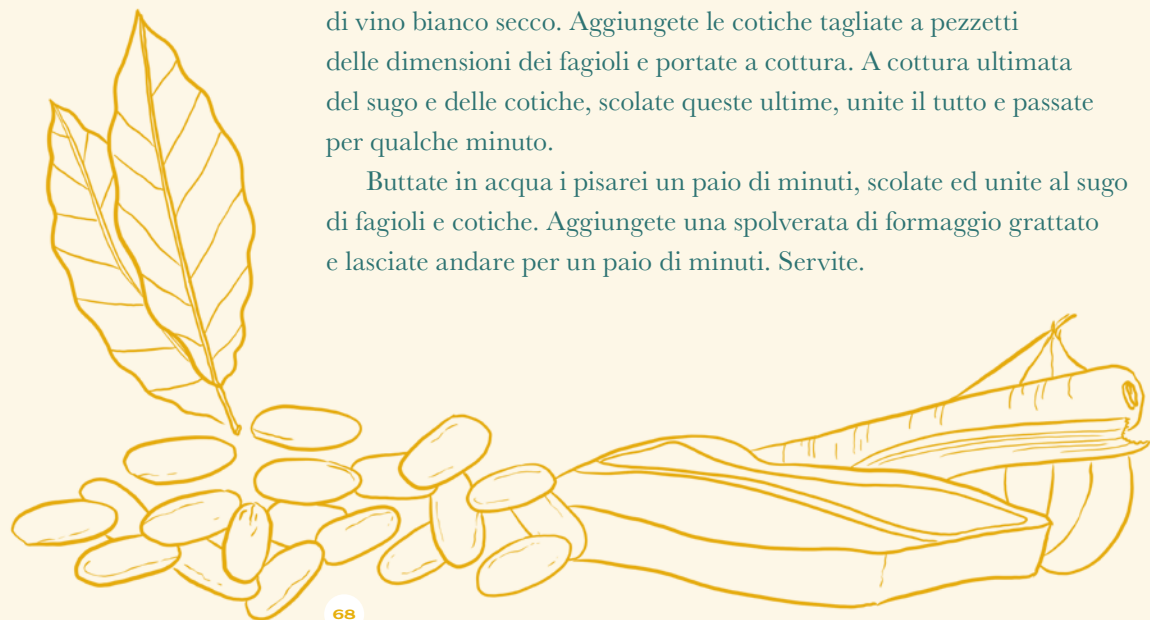 di vino bianco secco. Aggiungete le cotiche tagliate a pezzetti
delle dimensioni dei fagioli e portate a cottura. A cottura ultimata
del sugo e delle cotiche, scolate queste ultime, unite il tutto e passate
per qualche minuto.
Buttate in acqua i pisarei un paio di minuti, scolate ed unite al sugo
di fagioli e cotiche. Aggiungete una spolverata di formaggio grattato
e lasciate andare per un paio di minuti. Servite.
68